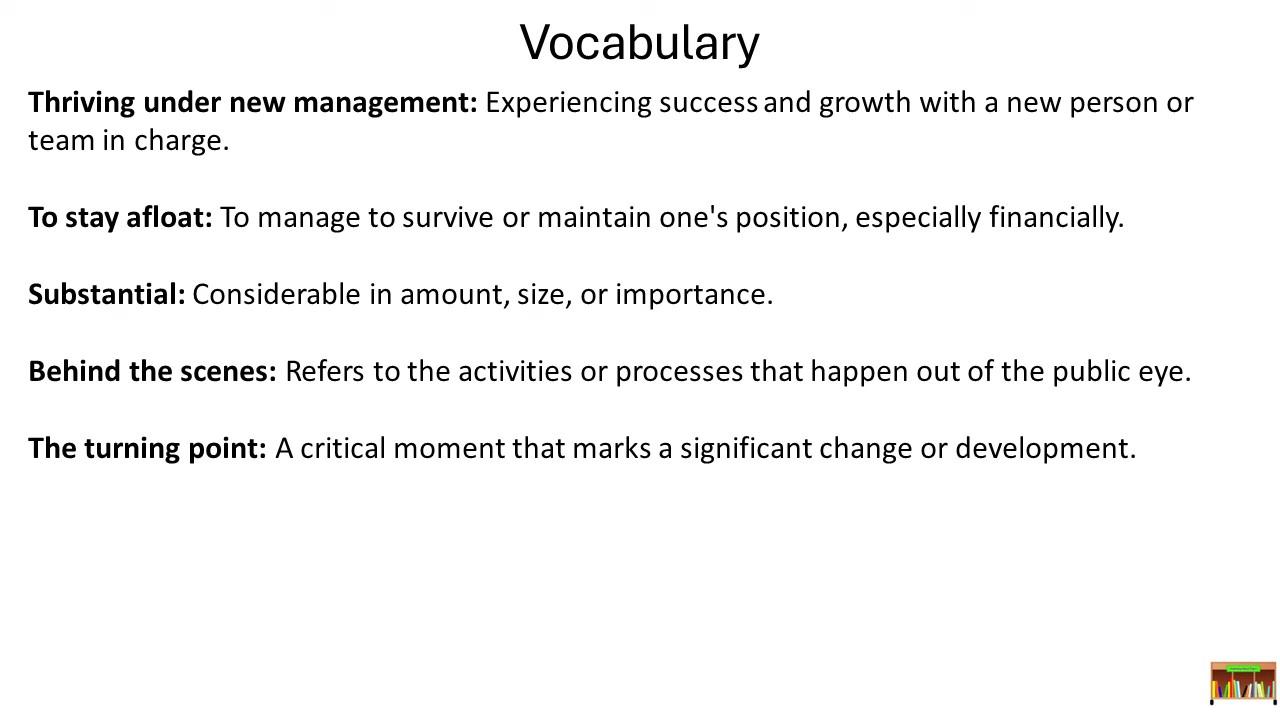 Vocabulary
Thriving under new management: Experiencing success and growth with a new person or
team in charge.
To stay afloat: To manage to survive or maintain one's position, especially financially.
Substantial: Considerable in amount, size, or importance.
Behind the scenes: Refers to the activities or processes that happen out of the public eye.
The turning point: A critical moment that marks a significant change or development.